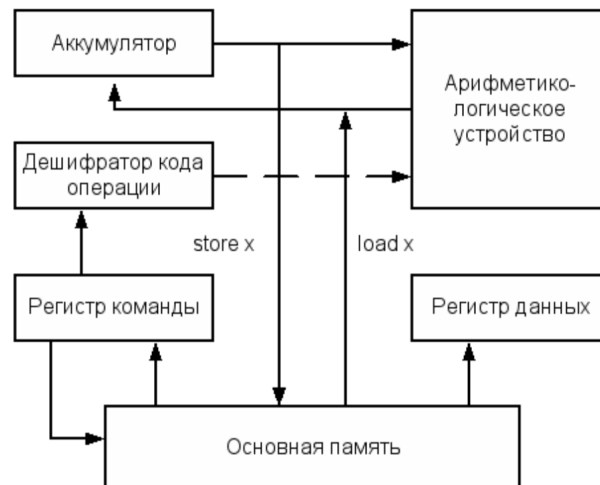 Аккумулятор
Арифметико-
логическое
устройство
Дешифратор кода
операции
store x
load x
Регистр команды
Регистр данных
Основная память